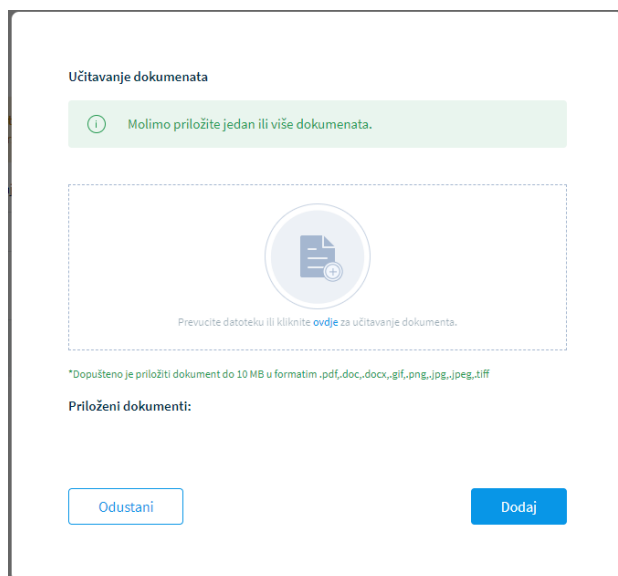 Učitavanje dokumenata
Molimo priložite jedan ili više dokumenata.
Prevucite datoteku ili kliknite ovdje za učitavanje dokumenta.
*Dopušteno je priložiti dokument do 10 MB u formatim .pdf,.doc,.docx,.gif,.png,.jpg,.jpeg,.tiff
Priloženi dokumenti:
Odustani
Dodaj